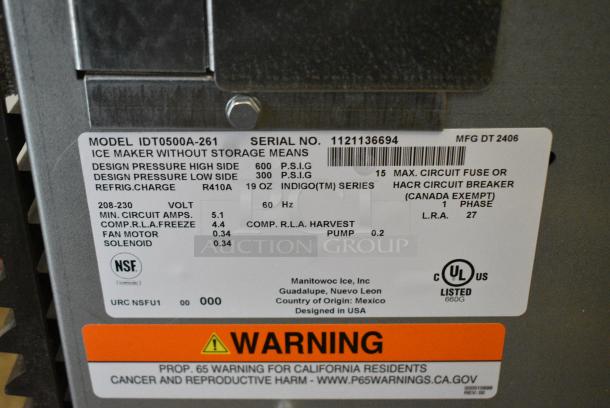 MODEL IDT0500A-261 SERIAL NO. 1121136694 MFG DT 2406
ICE MAKER WITHOUT STORAGE MEANS
DESIGN PRESSURE HIGH SIDE 600 P.S.I.G
DESIGN PRESSURE LOW SIDE 300 P.S.I.G 15 MAX. CIRCUIT FUSE OR
REFRIG.CHARGE R410A 19 OZ INDIGO(TM) SERIES HACR CIRCUIT BREAKER
(CANADA EXEMPT)
208-230 VOLT 60 Hz 1 PHASE
MIN. CIRCUIT AMPS. 5.1 L.R.A. 27
COMP.R.L.A.FREEZE 4.4 COMP. R.L.A. HARVEST
FAN MOTOR 0.34 PUMP 0.2
SOLENOID 0.34
AUCTION GROUP
NSF
Manitowoc Ice, Inc
Guadalupe, Nuevo Leon
Country of Origin: Mexico
Designed in USA
C UL US
LISTED
660G
URC NSFU1 00 000
WARNING
PROP. 65 WARNING FOR CALIFORNIA RESIDENTS
CANCER AND REPRODUCTIVE HARM - WWW.P65WARNINGS.CA.GOV